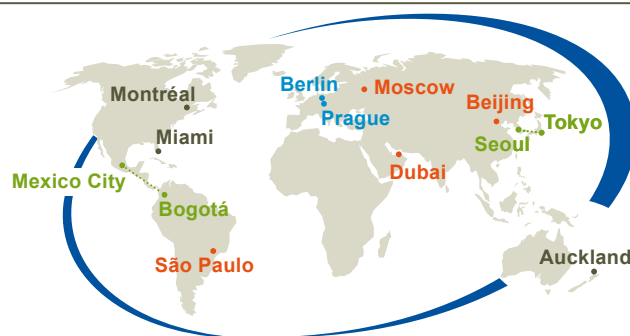 Berlin
Moscow
Montréal
Beijing
Prague
Tokyo
Miami
Seoul
Mexico City
Dubai
Bogotá
Auckland
São Paulo